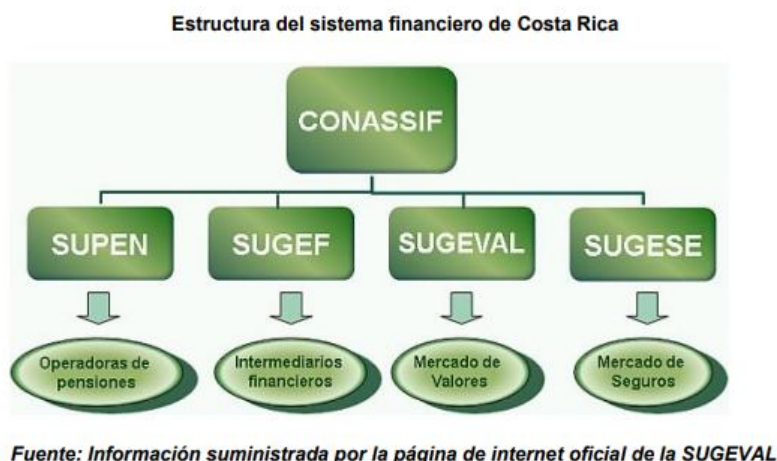 Estructura del sistema financiero de Costa Rica
CONASSIF
SUPEN
SUGEF
SUGEVAL
SUGESE
Operadoras de
pensiones
Intermediarios
financieros
Mercado de
Valores
Mercado de
Seguros
Fuente: Información suministrada por la página de internet oficial de la SUGEVAL